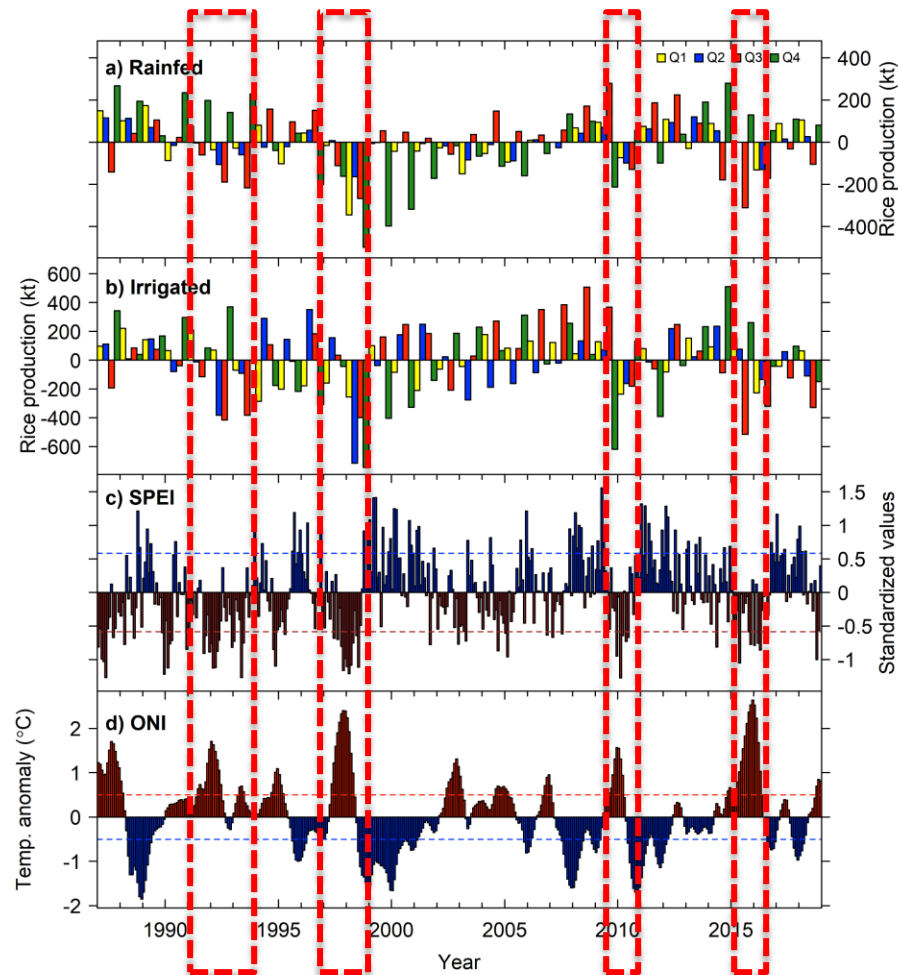 a) Rainfed
Q1 Q2 Q3 Q4
400
200
0
-200
-400
Rice production (kt)
b) Irrigated
600
400
200
0
-200
-400
-600
Rice production (kt)
c) SPEI
1.5
1
0.5
0
-0.5
-1
Standardized values
d) ONI
2
1
0
-1
-2
Temp. anomaly (°C)
1990 1995 2000 2005 2010 2015
Year